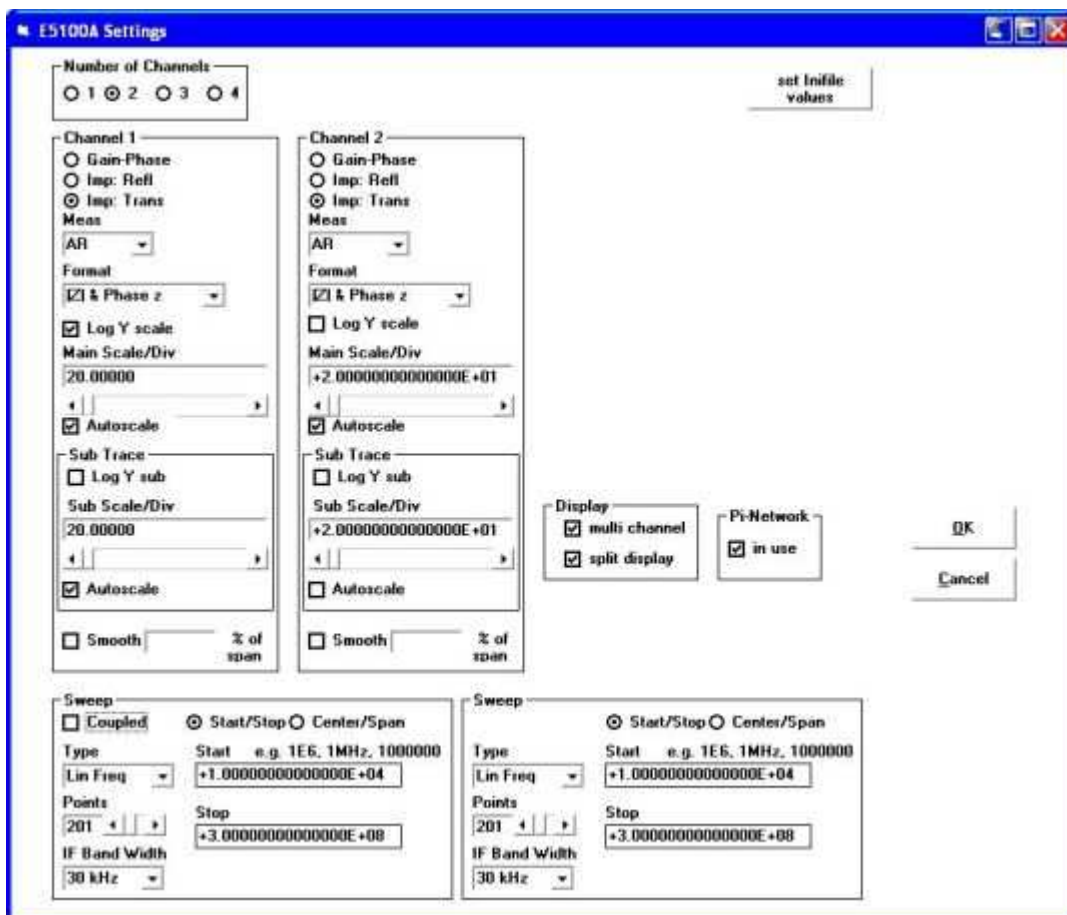 E5100A Settings
Number of Channels
1 2 3 4
set Inifile
values
Channel 1
Gain-Phase
Imp: Refl
Imp: Trans
Meas
AR
Format
|Z| & Phase z
Log Y scale
Main Scale/Div
20.00000
Autoscale
Sub Trace
Log Y sub
Sub Scale/Div
20.00000
Autoscale
Smooth % of
span
Channel 2
Gain-Phase
Imp: Refl
Imp: Trans
Meas
AR
Format
|Z| & Phase z
Log Y scale
Main Scale/Div
+2.00000000000000E+01
Autoscale
Sub Trace
Log Y sub
Sub Scale/Div
+2.00000000000000E+01
Autoscale
Smooth % of
span
Display
multi channel
split display
Pi-Network
in use
OK
Cancel
Sweep
Coupled Start/Stop Center/Span
Type Start e.g. 1E6, 1MHz, 1000000
Lin Freq +1.00000000000000E+04
Points
201
Stop
+3.00000000000000E+08
IF Band Width
30 kHz
Sweep
Start/Stop Center/Span
Type Start e.g. 1E6, 1MHz, 1000000
Lin Freq +1.00000000000000E+04
Points
201
Stop
+3.00000000000000E+08
IF Band Width
30 kHz